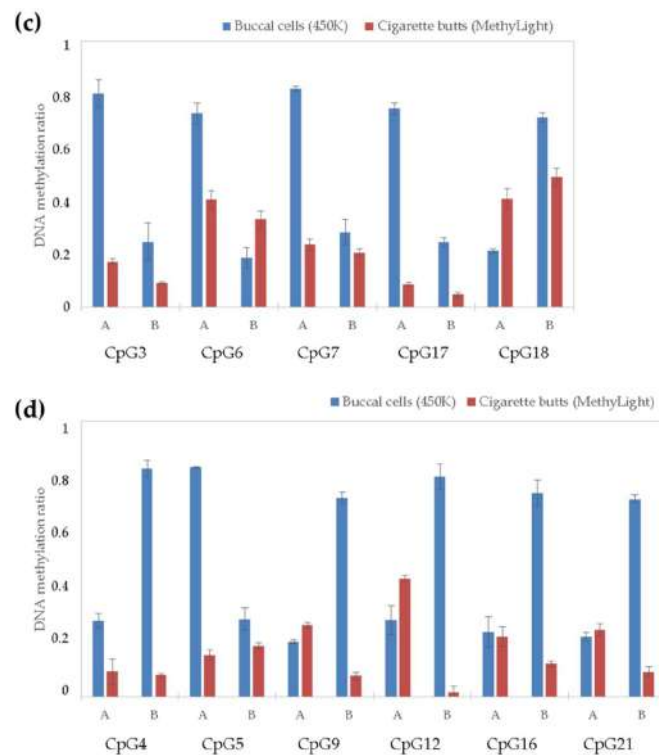 (c)
Buccal cells (450K) Cigarette butts (MethyLight)
1
0.8
0.6
0.4
0.2
0
DNA methylation ratio
A B A B A B A B A B
CpG3 CpG6 CpG7 CpG17 CpG18
(d)
Buccal cells (450K) Cigarette butts (MethyLight)
1
0.8
0.6
0.4
0.2
0
DNA methylation ratio
A B A B A B A B A B A B
CpG4 CpG5 CpG9 CpG12 CpG16 CpG21